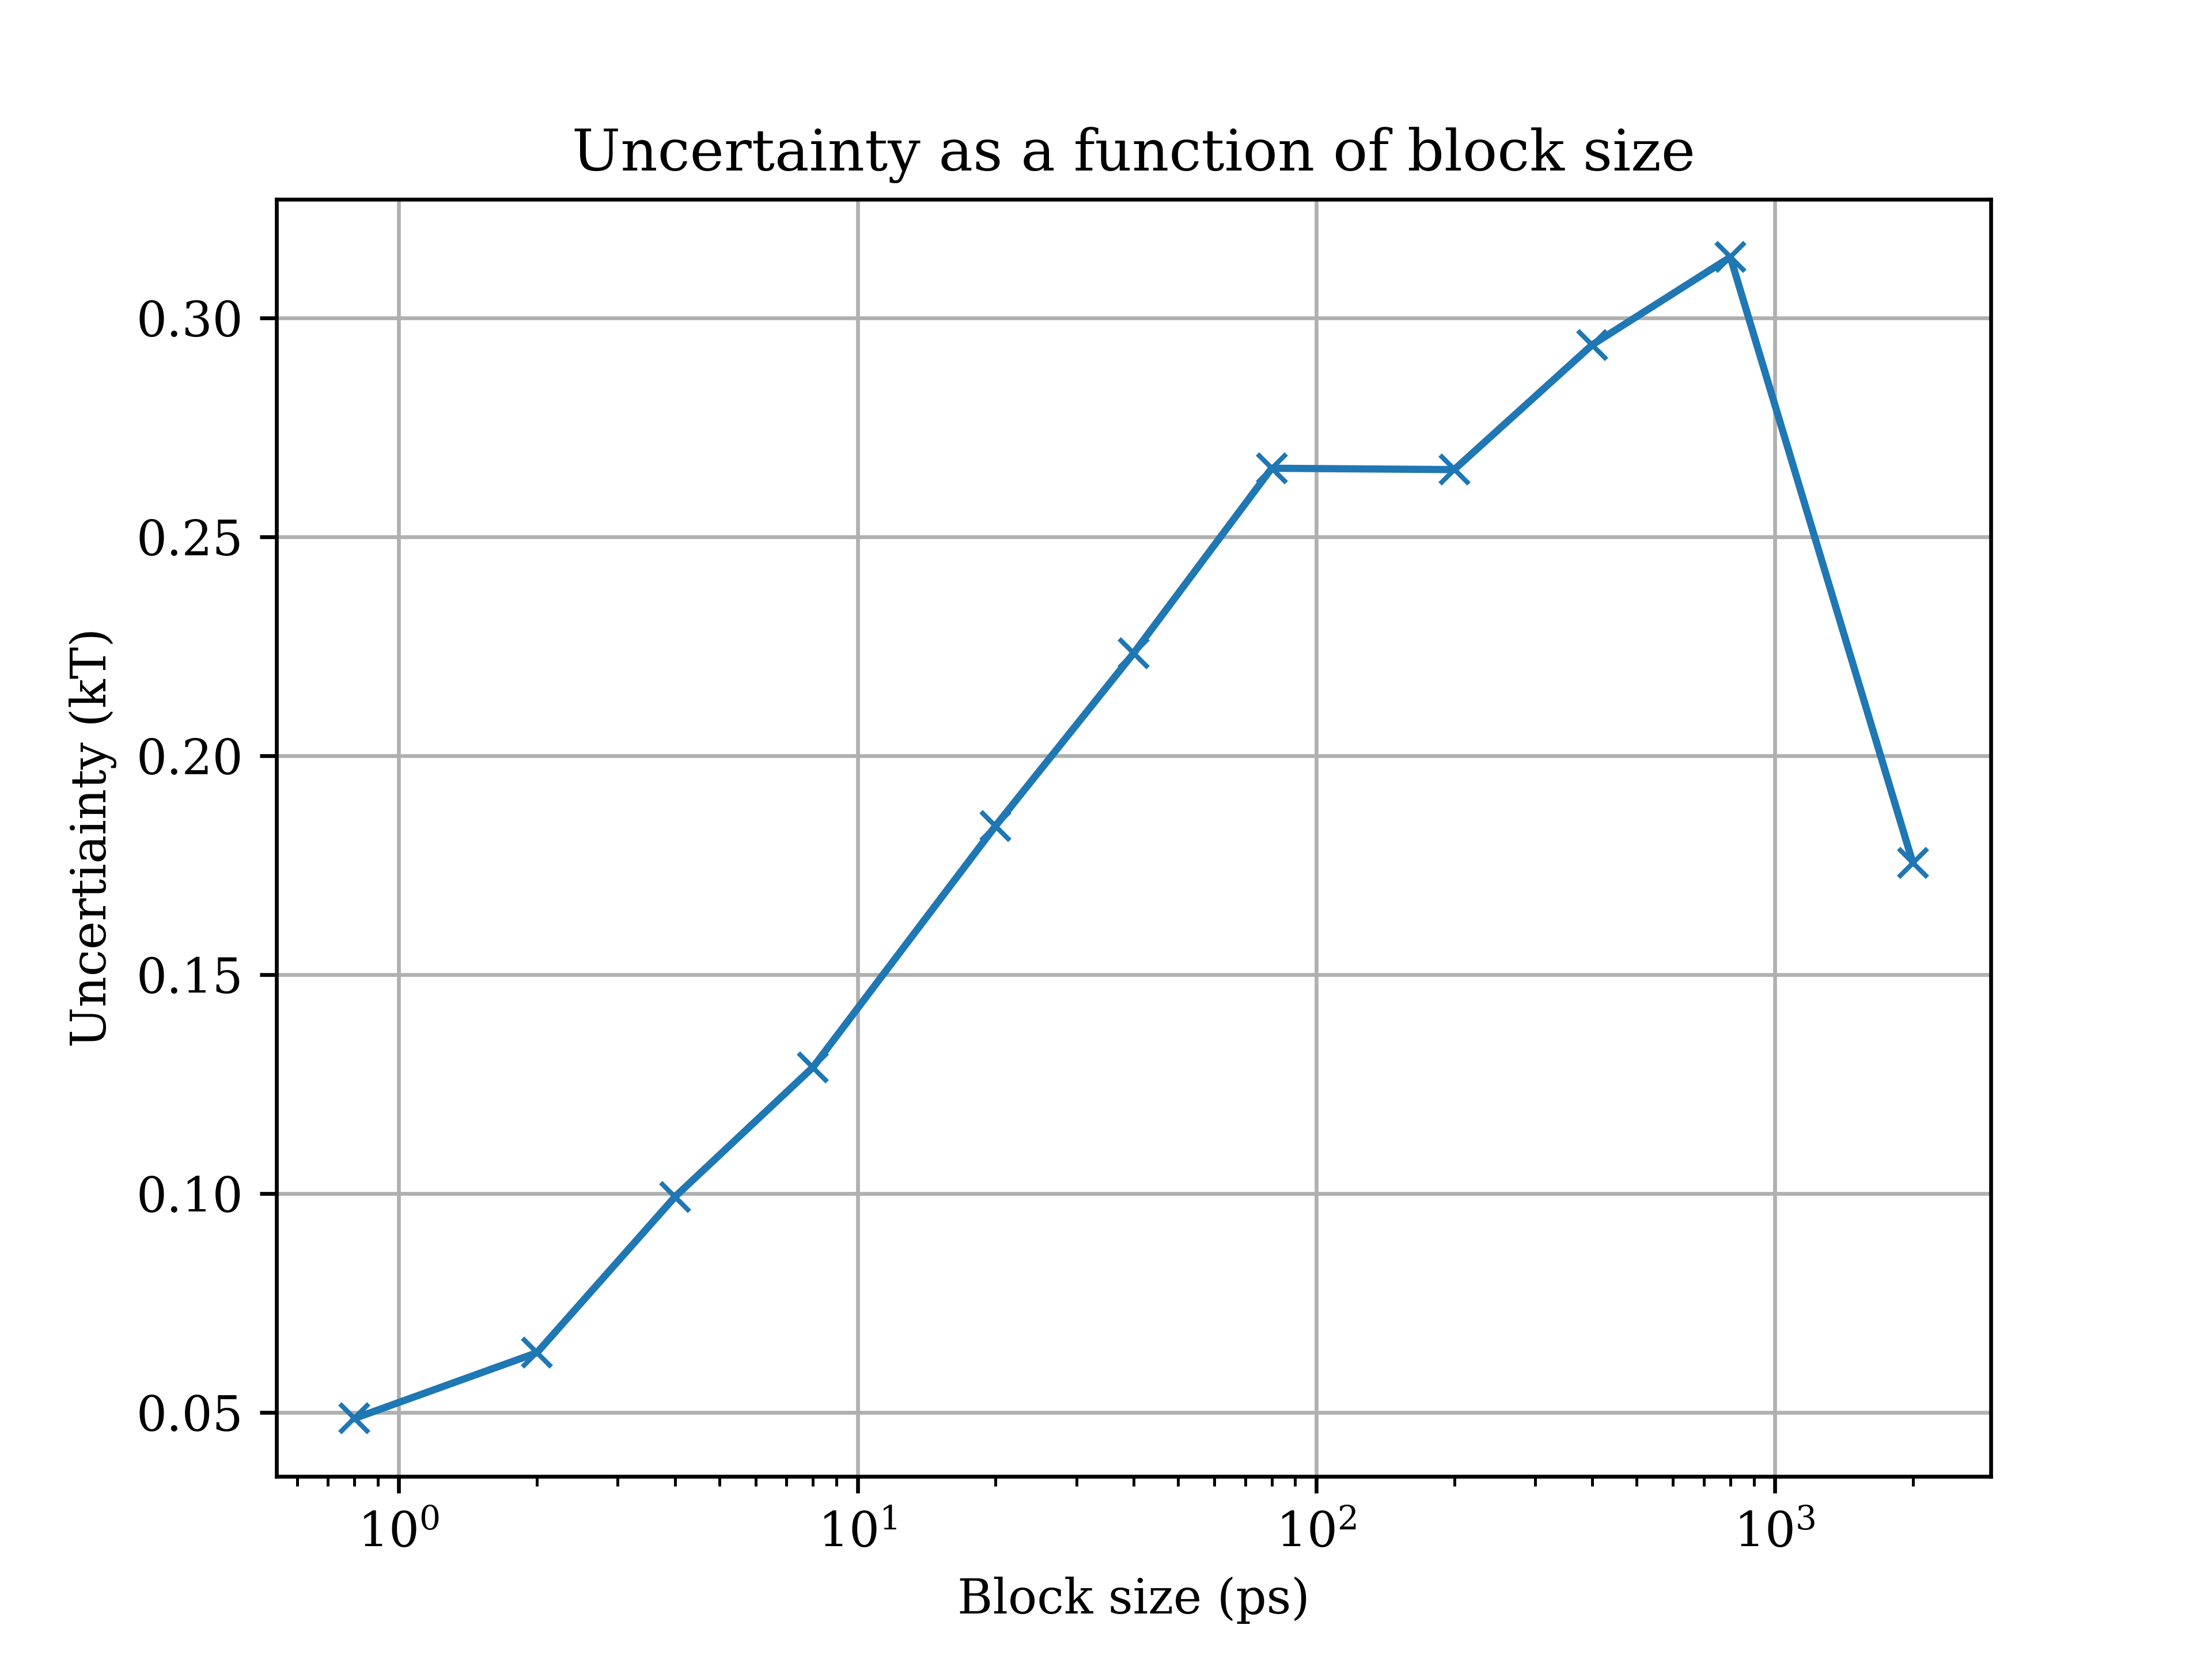 Uncertainty as a function of block size
0.30
0.25
0.20
0.15
0.10
0.05
Uncertiainty (kT)
10⁰ 10¹ 10² 10³
Block size (ps)